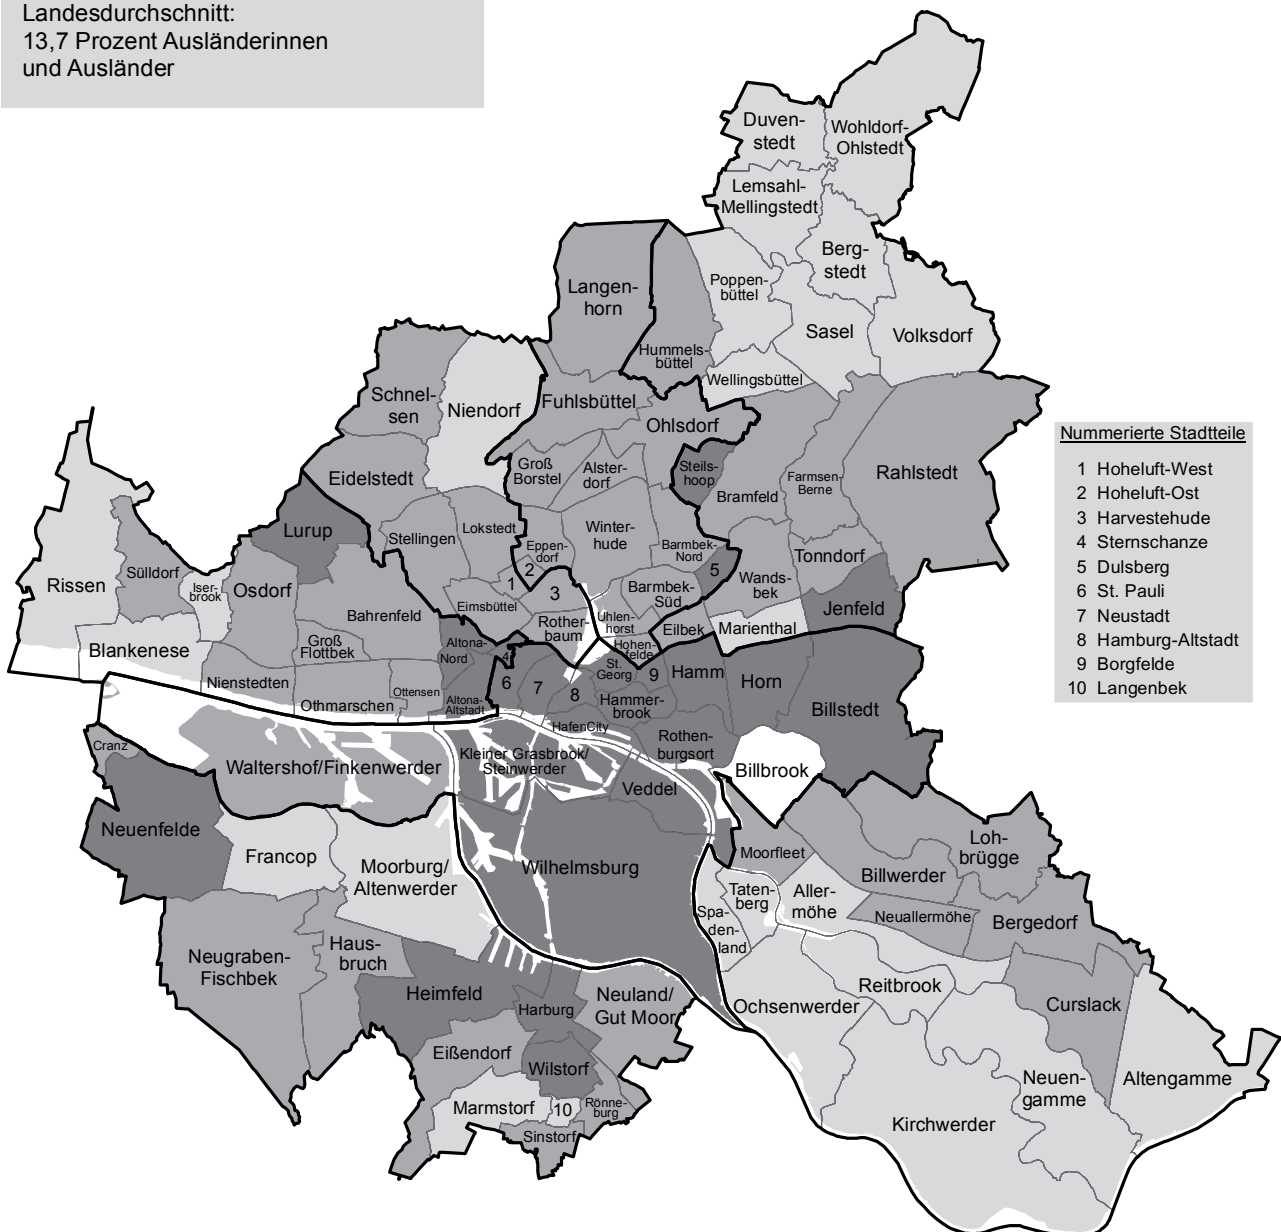 Landesdurchschnitt:
13,7 Prozent Ausländerinnen
und Ausländer
Duven-
stedt
Wohldorf-
Ohlstedt
Lemsahl-
Mellingstedt
Berg-
stedt
Poppen-
büttel
Langen-
horn
Sasel
Volksdorf
Hummels-
büttel
Wellingsbüttel
Schnel-
sen
Niendorf
Fuhlsbüttel
Ohlsdorf
Nummerierte Stadtteile
1 Hoheluft-West
2 Hoheluft-Ost
3 Harvestehude
4 Sternschanze
5 Dulsberg
6 St. Pauli
7 Neustadt
8 Hamburg-Altstadt
9 Borgfelde
10 Langenbek
Eidelstedt
Groß
Borstel
Alster-
dorf
Steils-
hoop
Bramfeld
Farmsen-
Berne
Rahlstedt
Lurup
Stellingen
Lokstedt
Winter-
hude
Eppen-
dorf
Barmbek-
Nord
Tonndorf
Rissen
Sülldorf
Iser-
brook
Osdorf
Bahrenfeld
Eimsbüttel
1
2
3
5
Barmbek-
Süd
Wands-
bek
Jenfeld
Rother-
baum
Uhlen-
horst
Eilbek
Marienthal
Blankenese
Groß
Flottbek
Altona-
Nord
4
Hohen-
felde
St.
Georg
9
Hamm
Horn
Nienstedten
Othmarschen
Ottensen
Altona-
Altstadt
6
7
8
Hammer-
brook
Billstedt
HafenCity
Rothen-
burgsort
Cranz
Waltershof/Finkenwerder
Kleiner Grasbrook/
Steinwerder
Veddel
Billbrook
Neuenfelde
Francop
Moorburg/
Altenwerder
Wilhelmsburg
Moorfleet
Loh-
brügge
Billwerder
Taten-
berg
Aller-
möhe
Neuallermöhe
Bergedorf
Spa-
den-
land
Neugraben-
Fischbek
Haus-
bruch
Heimfeld
Harburg
Neuland/
Gut Moor
Ochsenwerder
Reitbrook
Curslack
Eißendorf
Wilstorf
Marmstorf
10
Rönne-
burg
Sinstorf
Neuen-
gamme
Altengamme
Kirchwerder